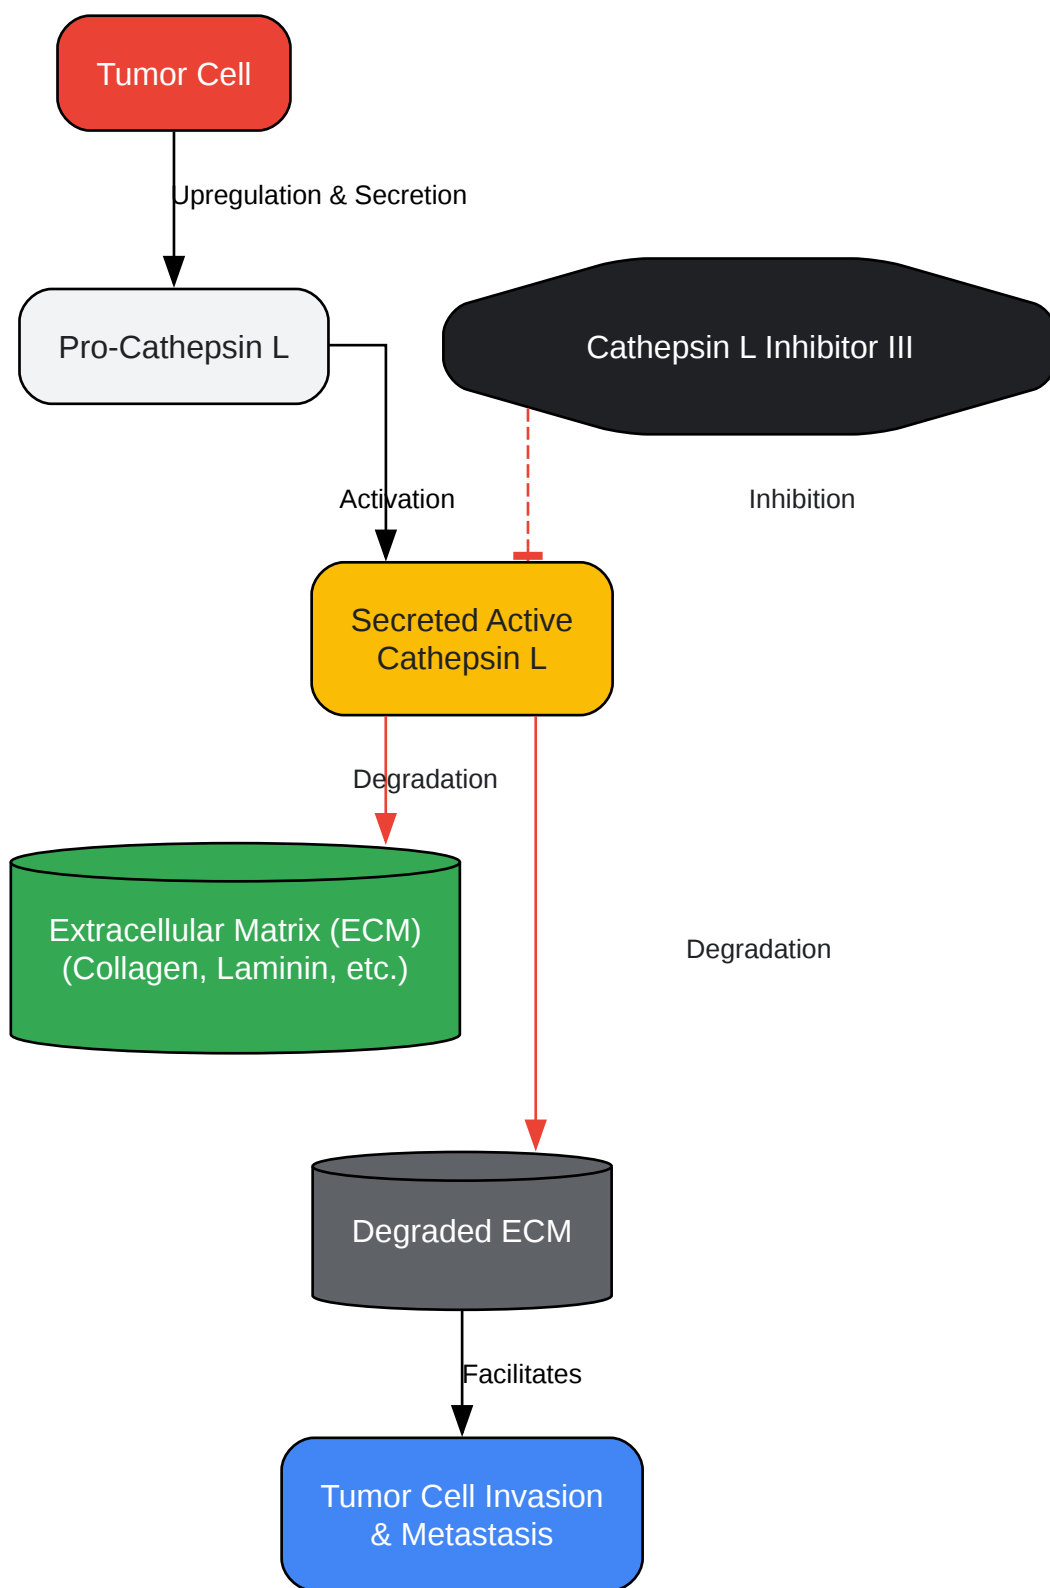 Tumor Cell
Upregulation & Secretion
Pro-Cathepsin L
Cathepsin L Inhibitor III
Activation
Inhibition
Secreted Active
Cathepsin L
Degradation
Extracellular Matrix (ECM)
(Collagen, Laminin, etc.)
Degradation
Degraded ECM
Facilitates
Tumor Cell Invasion
& Metastasis